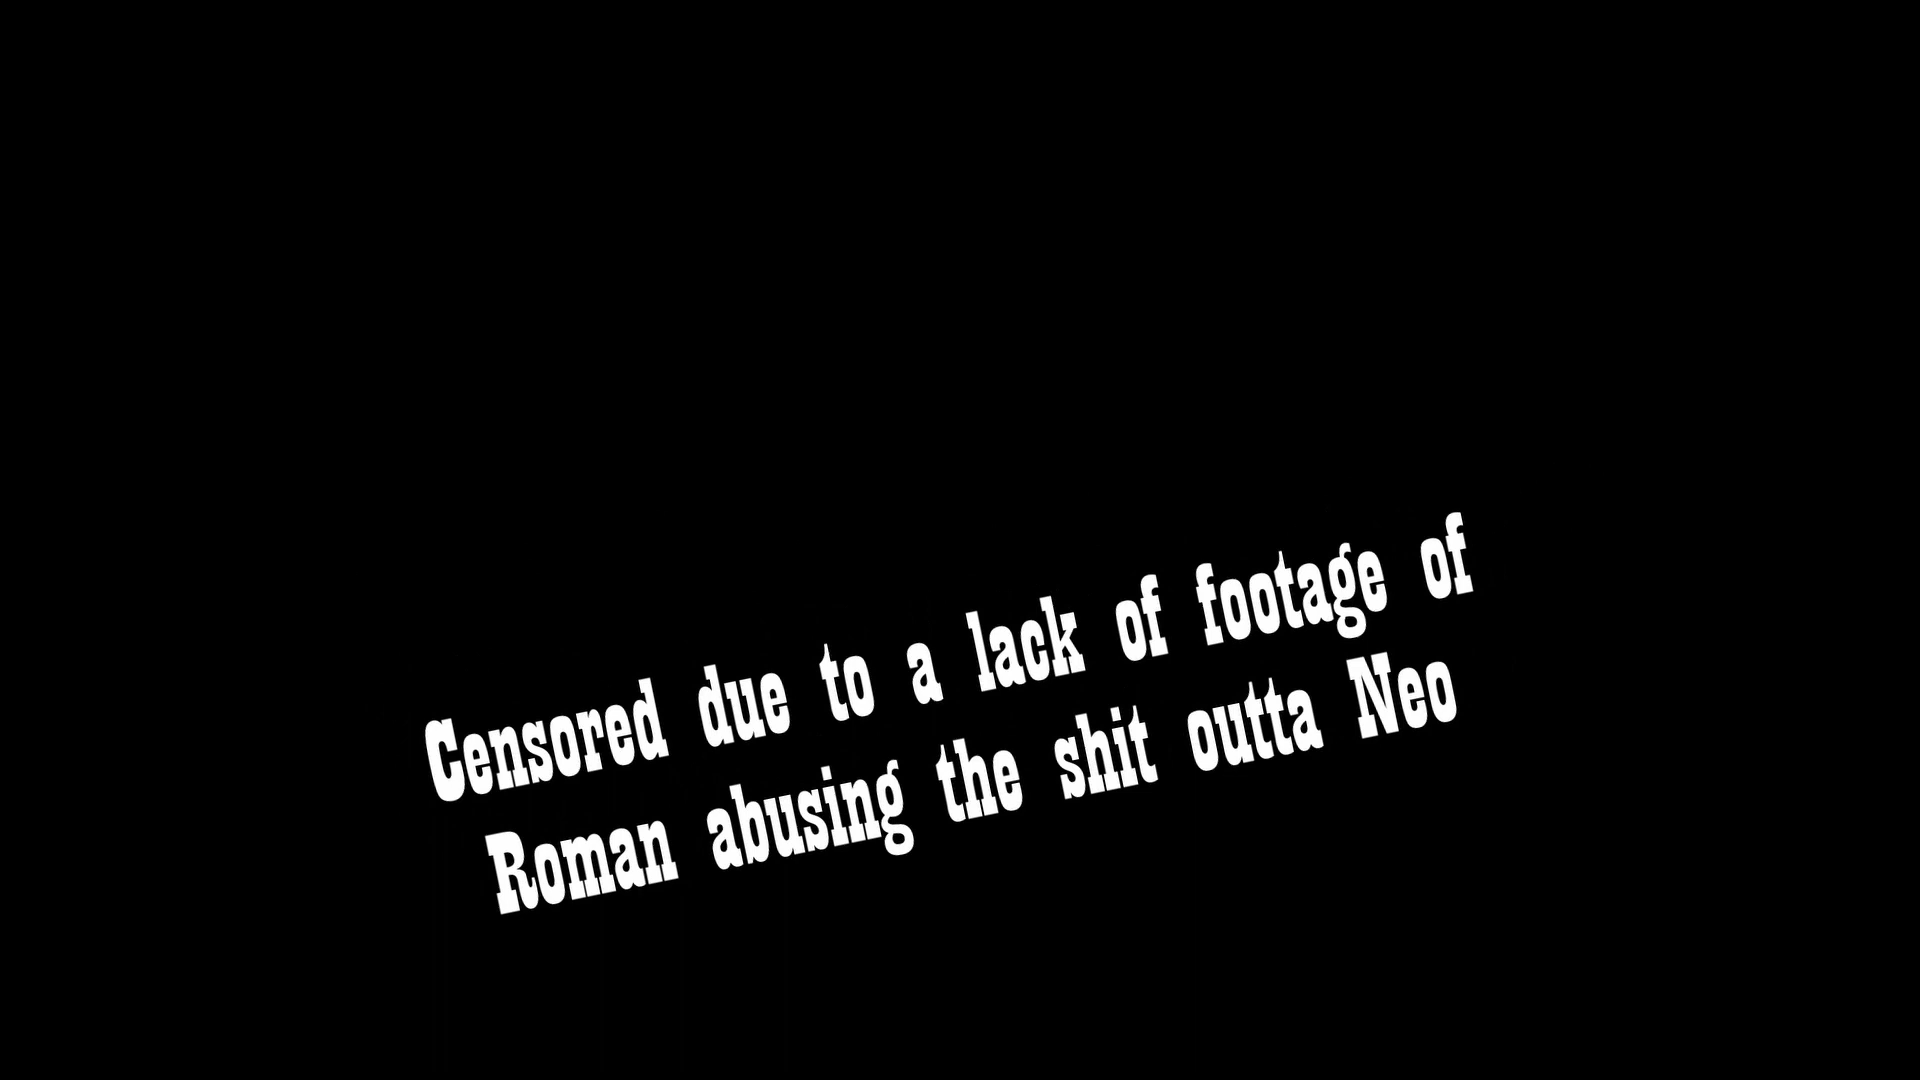 Censored due to a lack of footage of
Roman abusing the shit outta Neo